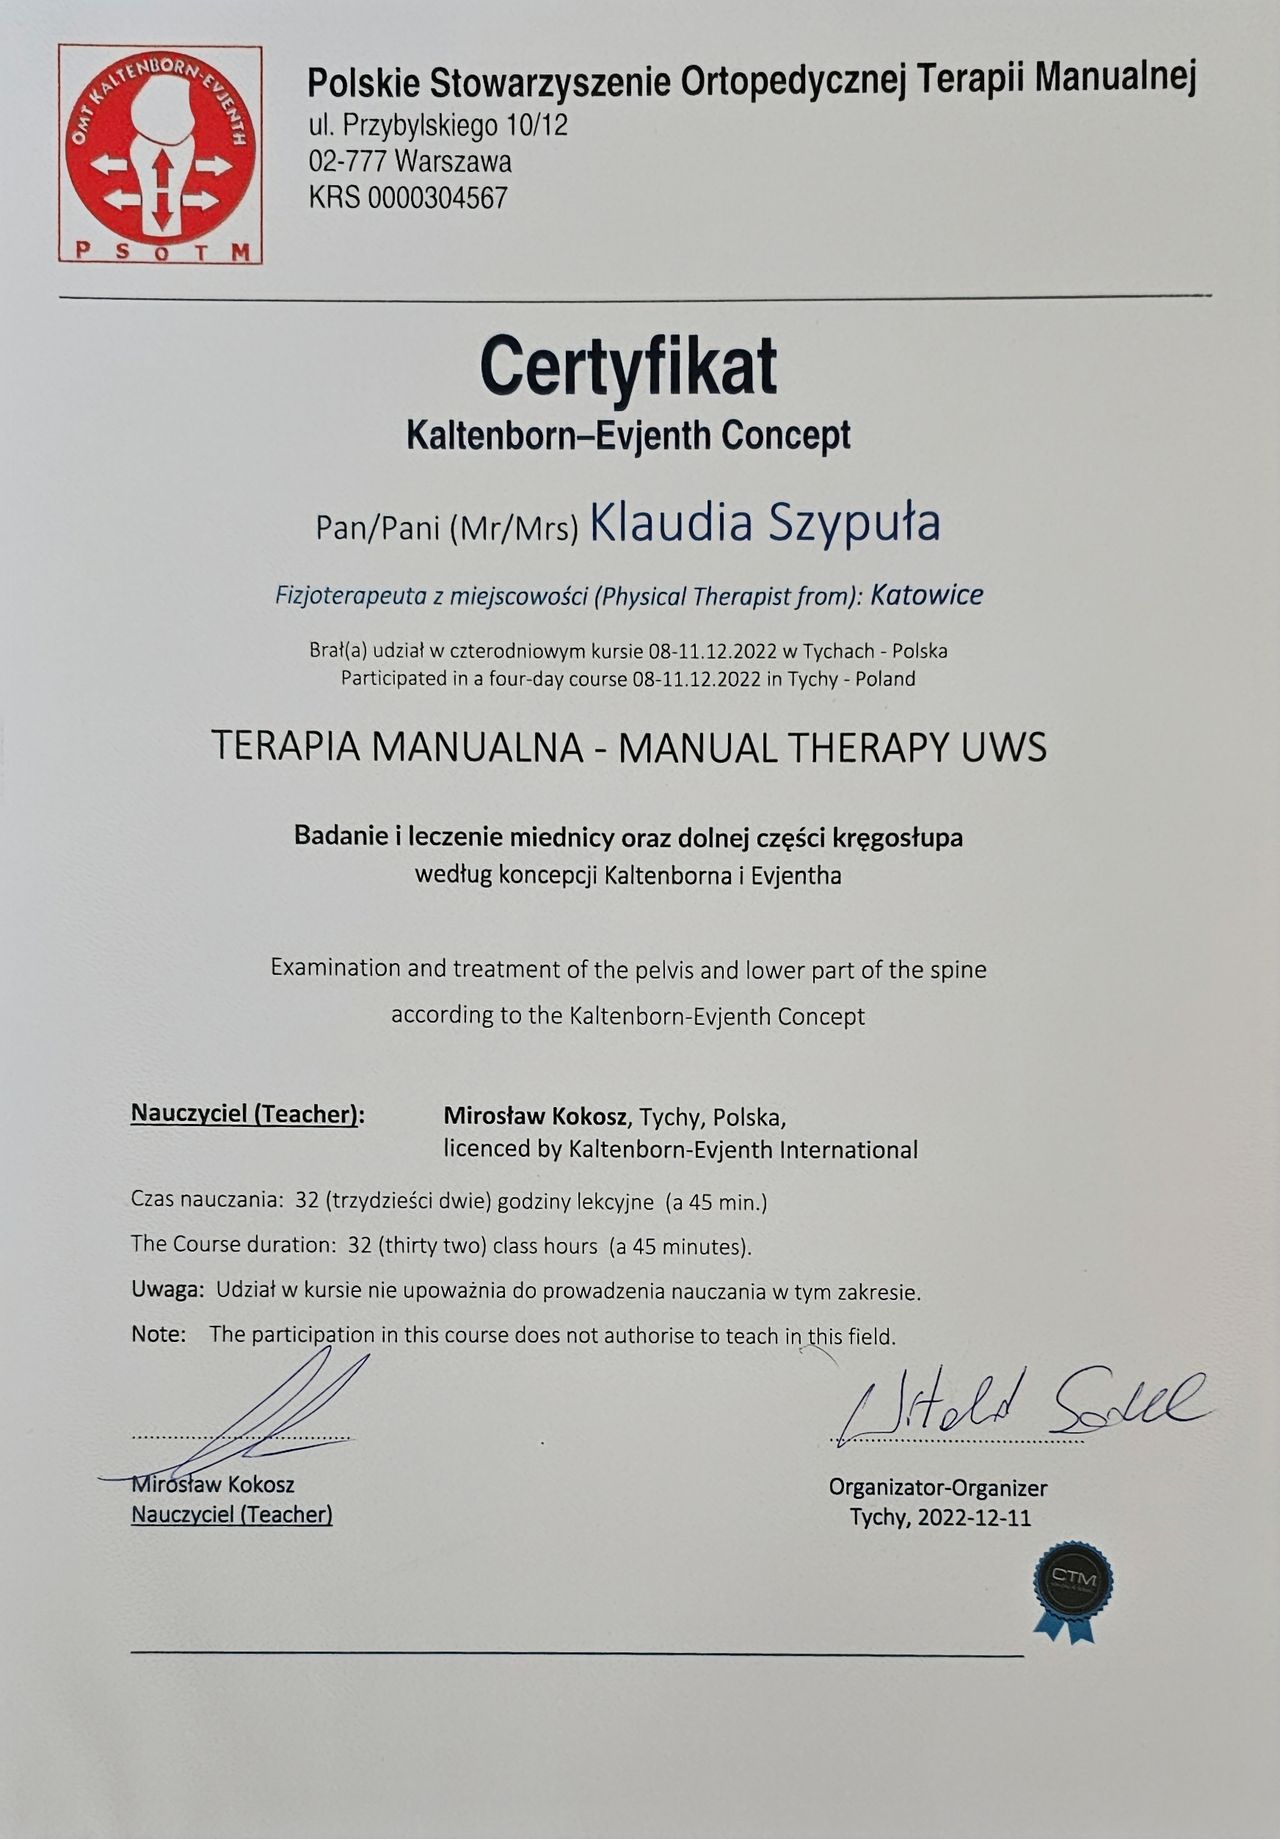 OMT KALTENBORN-EVJENTH
P S O T M
Polskie Stowarzyszenie Ortopedycznej Terapii Manualnej
ul. Przybylskiego 10/12
02-777 Warszawa
KRS 0000304567
Certyfikat
Kaltenborn–Evjenth Concept
Pan/Pani (Mr/Mrs) Klaudia Szypuła
Fizjoterapeuta z miejscowości (Physical Therapist from): Katowice
Brał(a) udział w czterodniowym kursie 08-11.12.2022 w Tychach - Polska
Participated in a four-day course 08-11.12.2022 in Tychy - Poland
TERAPIA MANUALNA - MANUAL THERAPY UWS
Badanie i leczenie miednicy oraz dolnej części kręgosłupa
według koncepcji Kaltenborna i Evjentha
Examination and treatment of the pelvis and lower part of the spine
according to the Kaltenborn-Evjenth Concept
Nauczyciel (Teacher): Mirosław Kokosz, Tychy, Polska,
licenced by Kaltenborn-Evjenth International
Czas nauczania: 32 (trzydzieści dwie) godziny lekcyjne (a 45 min.)
The Course duration: 32 (thirty two) class hours (a 45 minutes).
Uwaga: Udział w kursie nie upoważnia do prowadzenia nauczania w tym zakresie.
Note: The participation in this course does not authorise to teach in this field.
Witold
Mirosław Kokosz
Nauczyciel (Teacher)
Organizator-Organizer
Tychy, 2022-12-11
CTM